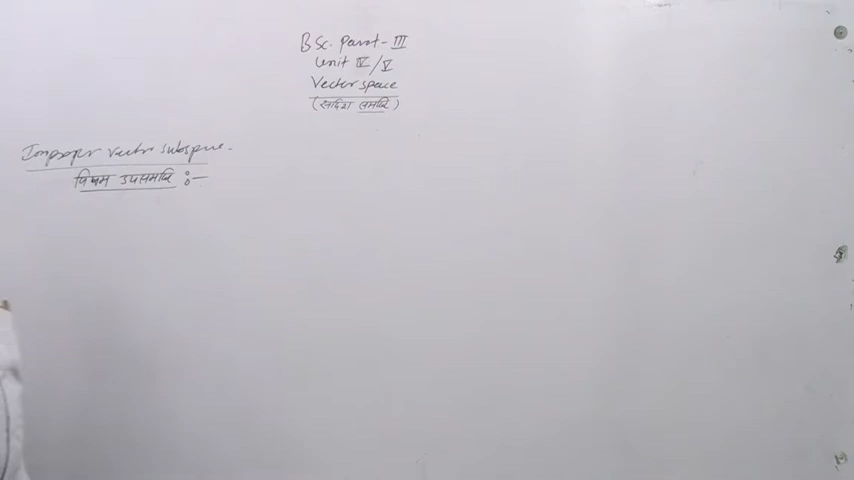 B Sc. Part - III
Unit IV / V
Vector space
(सदिश समष्टि)
Improper vector subspace.
विषम उपसमष्टि :-